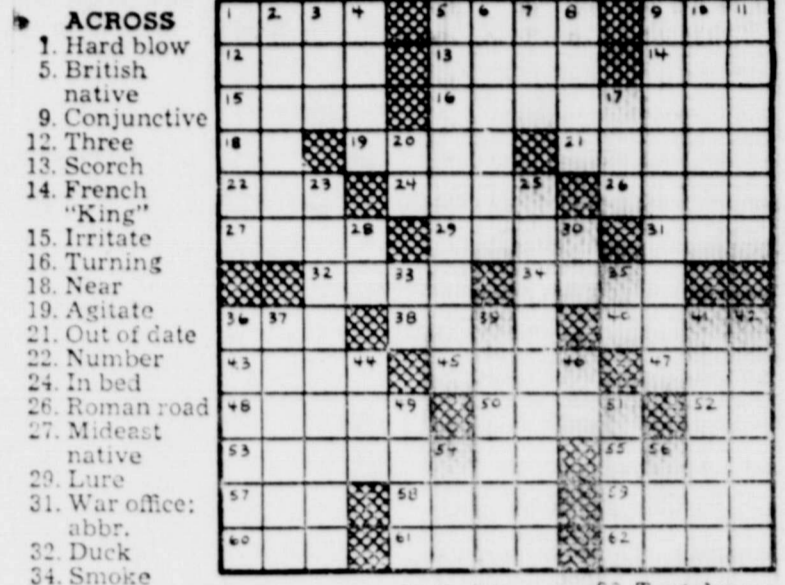 ACROSS
1. Hard blow
5. British
native
9. Conjunctive
12. Three
13. Scorch
14. French
"King"
15. Irritate
16. Turning
18. Near
19. Agitate
21. Out of date
22. Number
24. In bed
26. Roman road
27. Mideast
native
29. Lure
31. War office:
abbr.
32. Duck
34. Smoke
1 2 3 4 5 6 7 8 9 10 11
12 13 14
15 16 17
18 19 20 21
22 23 24 25 26
27 28 29 30 31
32 33 34 35
36 37 38 39 40 41 42
43 44 45 46 47
48 49 50 51 52
53 54 55 56
57 58 59
60 61 62